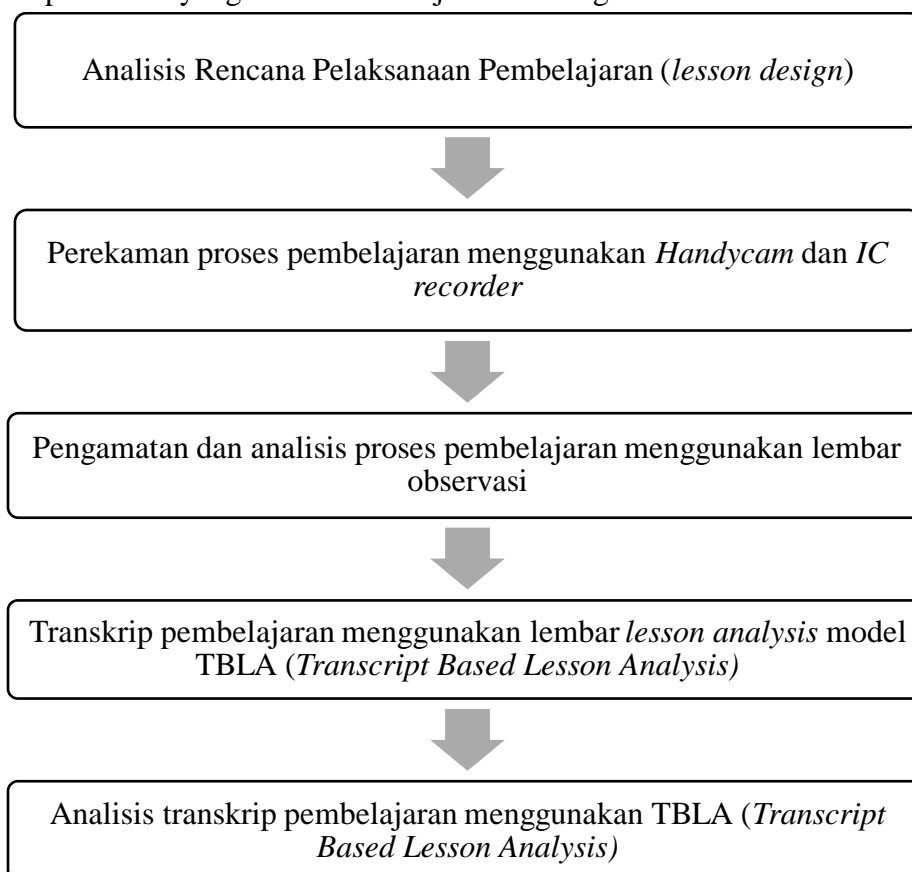 Analisis Rencana Pelaksanaan Pembelajaran (lesson design)
Perekaman proses pembelajaran menggunakan Handycam dan IC
recorder
Pengamatan dan analisis proses pembelajaran menggunakan lembar
observasi
Transkrip pembelajaran menggunakan lembar lesson analysis model
TBLA (Transcript Based Lesson Analysis)
Analisis transkrip pembelajaran menggunakan TBLA (Transcript
Based Lesson Analysis)